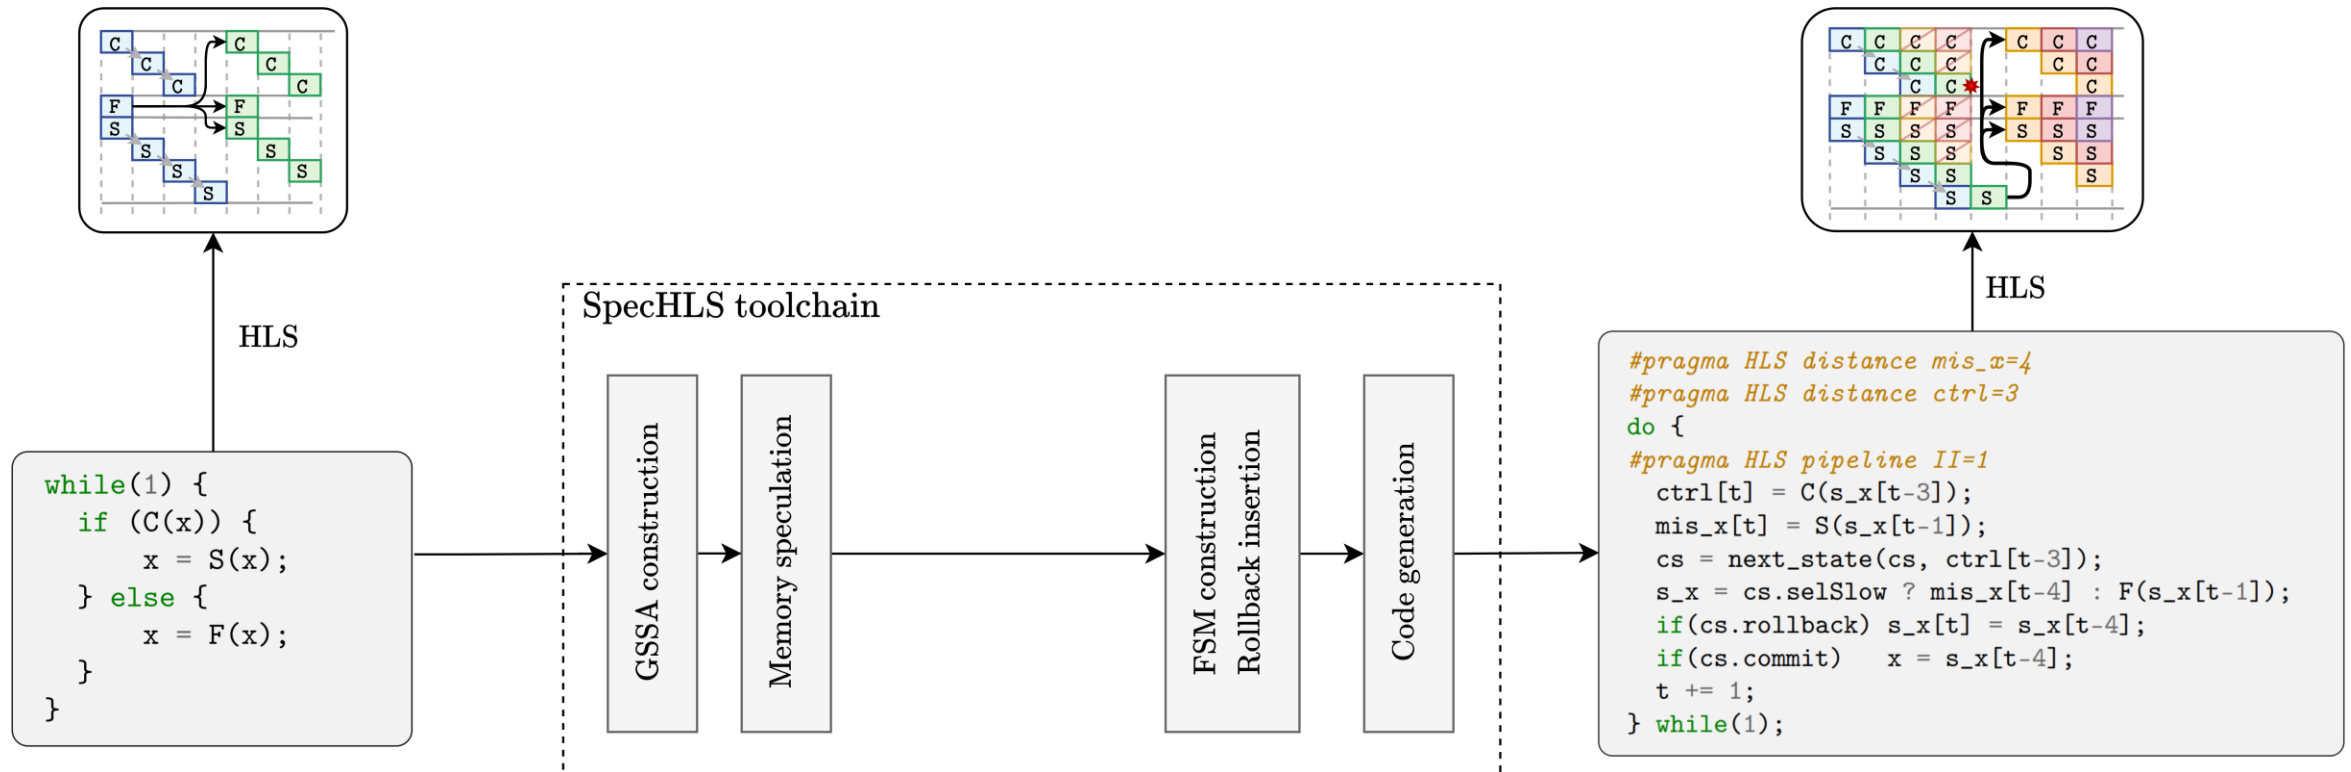 C C
C C
C C
F F
S S
S S
S S
S
HLS
while(1) {
  if (C(x)) {
      x = S(x);
  } else {
      x = F(x);
  }
}
SpecHLS toolchain
GSSA construction
Memory speculation
FSM construction
Rollback insertion
Code generation
C C C C C C C
C C C C C
C C C
F F F F F F F
S S S S S S S
S S S S S
S S S
S S
HLS
#pragma HLS distance mis_x=4
#pragma HLS distance ctrl=3
do {
#pragma HLS pipeline II=1
  ctrl[t] = C(s_x[t-3]);
  mis_x[t] = S(s_x[t-1]);
  cs = next_state(cs, ctrl[t-3]);
  s_x = cs.selSlow ? mis_x[t-4] : F(s_x[t-1]);
  if(cs.rollback) s_x[t] = s_x[t-4];
  if(cs.commit)   x = s_x[t-4];
  t += 1;
} while(1);